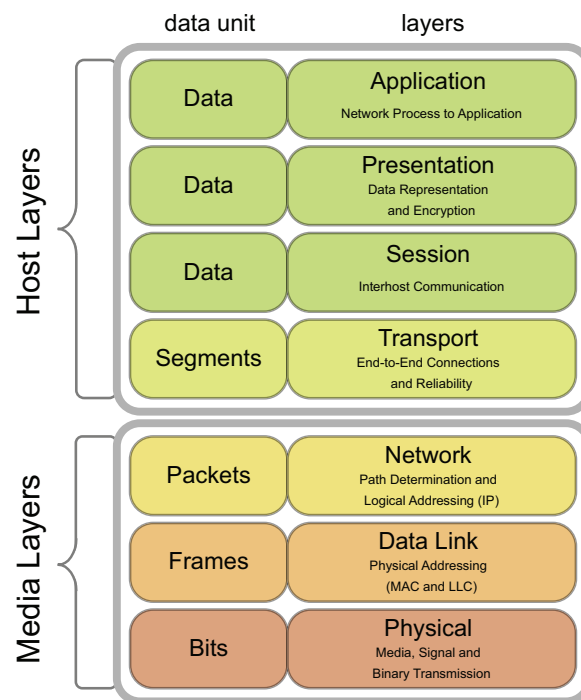 data unit
layers
Host Layers
Data
Application
Network Process to Application
Data
Presentation
Data Representation
and Encryption
Data
Session
Interhost Communication
Segments
Transport
End-to-End Connections
and Reliability
Media Layers
Packets
Network
Path Determination and
Logical Addressing (IP)
Frames
Data Link
Physical Addressing
(MAC and LLC)
Bits
Physical
Media, Signal and
Binary Transmission